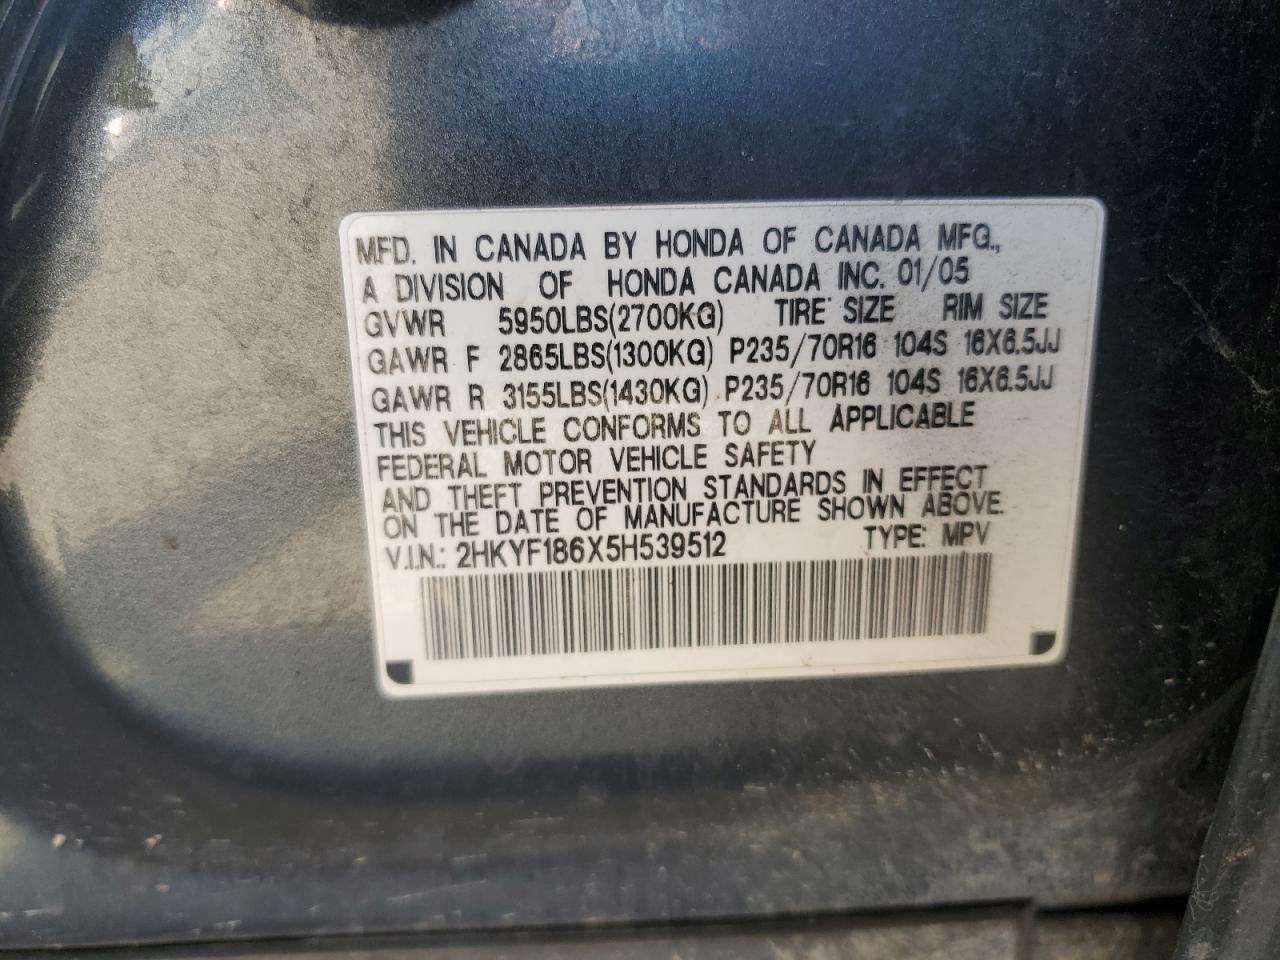 MFD. IN CANADA BY HONDA OF CANADA MFG.,
A DIVISION OF HONDA CANADA INC. 01/05
GVWR 5950LBS(2700KG) TIRE SIZE RIM SIZE
GAWR F 2865LBS(1300KG) P235/70R16 104S 16X6.5JJ
GAWR R 3155LBS(1430KG) P235/70R16 104S 16X6.5JJ
THIS VEHICLE CONFORMS TO ALL APPLICABLE
FEDERAL MOTOR VEHICLE SAFETY
AND THEFT PREVENTION STANDARDS IN EFFECT
ON THE DATE OF MANUFACTURE SHOWN ABOVE.
V.I.N.: 2HKYF186X5H539512 TYPE: MPV